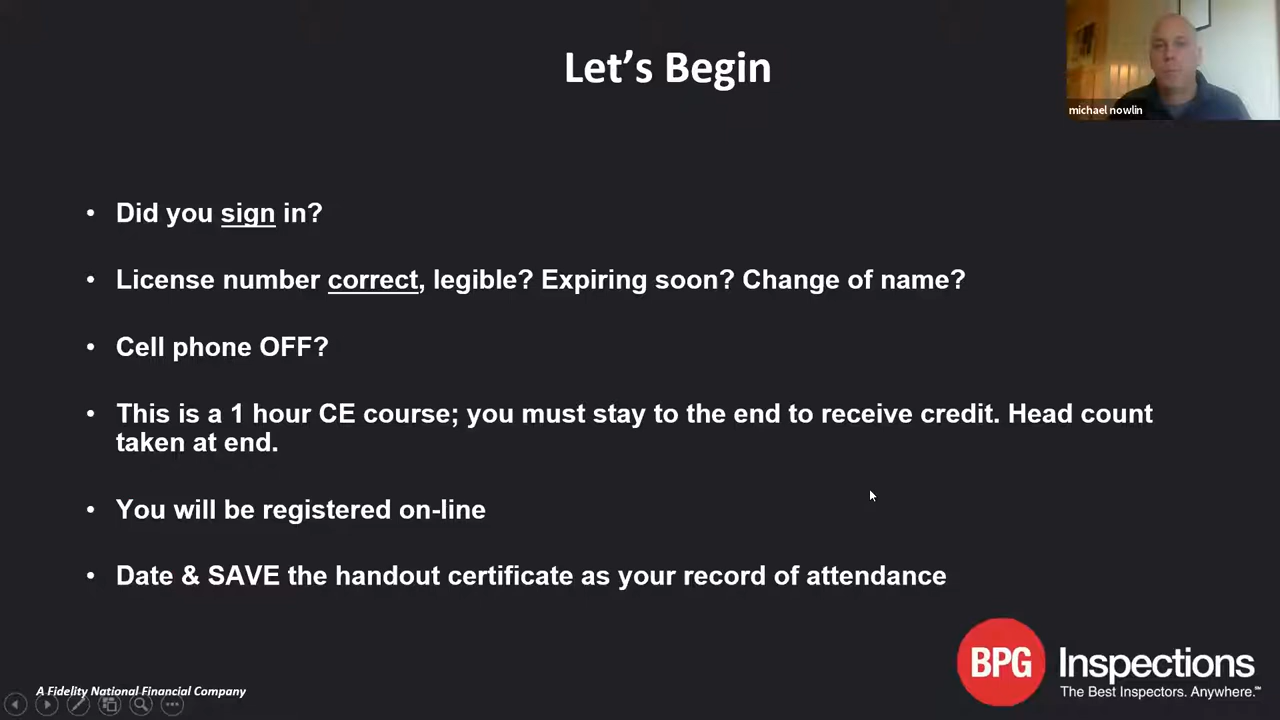 Let's Begin
michael nowlin
• Did you sign in?
• License number correct, legible? Expiring soon? Change of name?
• Cell phone OFF?
• This is a 1 hour CE course; you must stay to the end to receive credit. Head count
taken at end.
• You will be registered on-line
• Date & SAVE the handout certificate as your record of attendance
BPG Inspections
The Best Inspectors. Anywhere.℠
A Fidelity National Financial Company